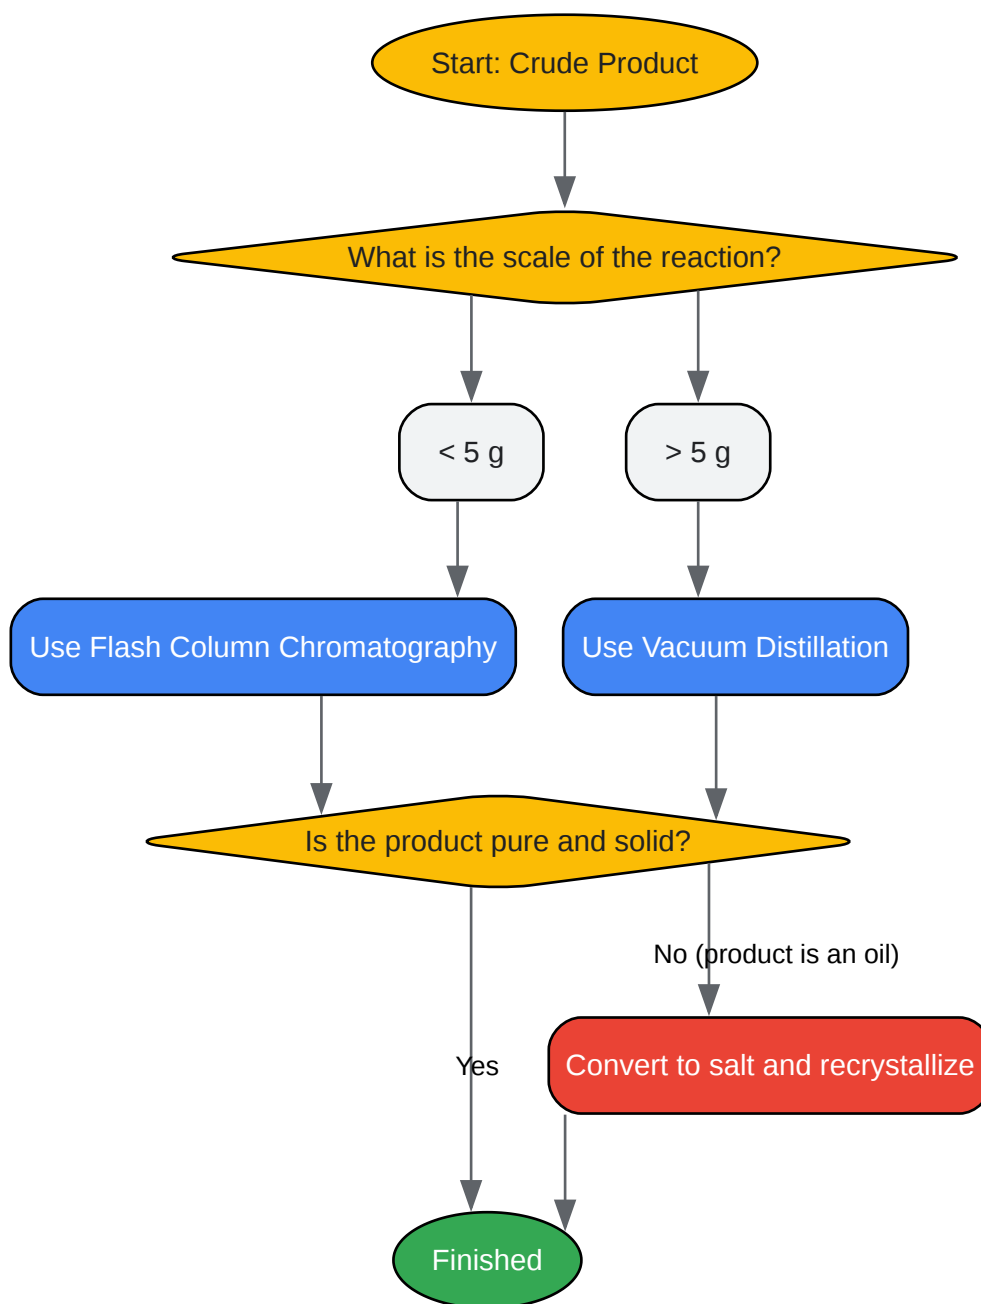 Start: Crude Product
What is the scale of the reaction?
< 5 g
> 5 g
Use Flash Column Chromatography
Use Vacuum Distillation
Is the product pure and solid?
No (product is an oil)
Yes
Convert to salt and recrystallize
Finished